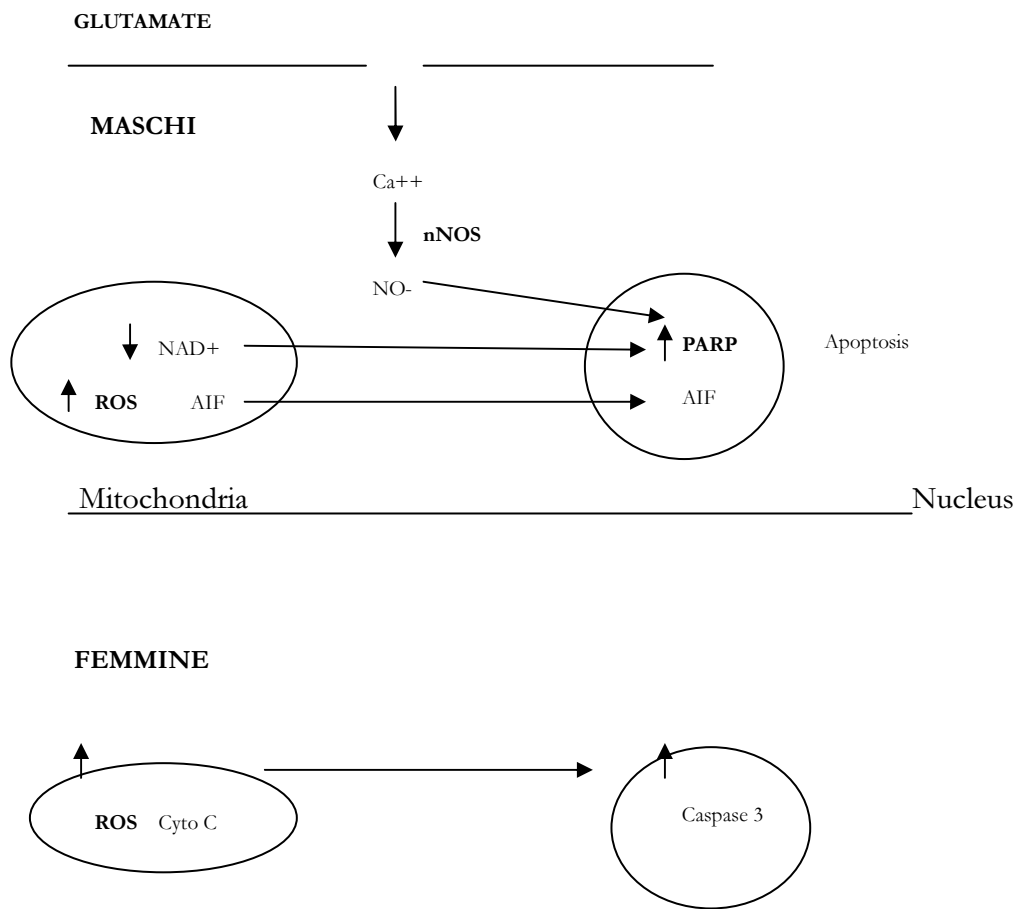 GLUTAMATE
MASCHI
Ca++
nNOS
NO-
NAD+
PARP
Apoptosis
ROS AIF
AIF
Mitochondria Nucleus
FEMMINE
ROS Cyto C
Caspase 3